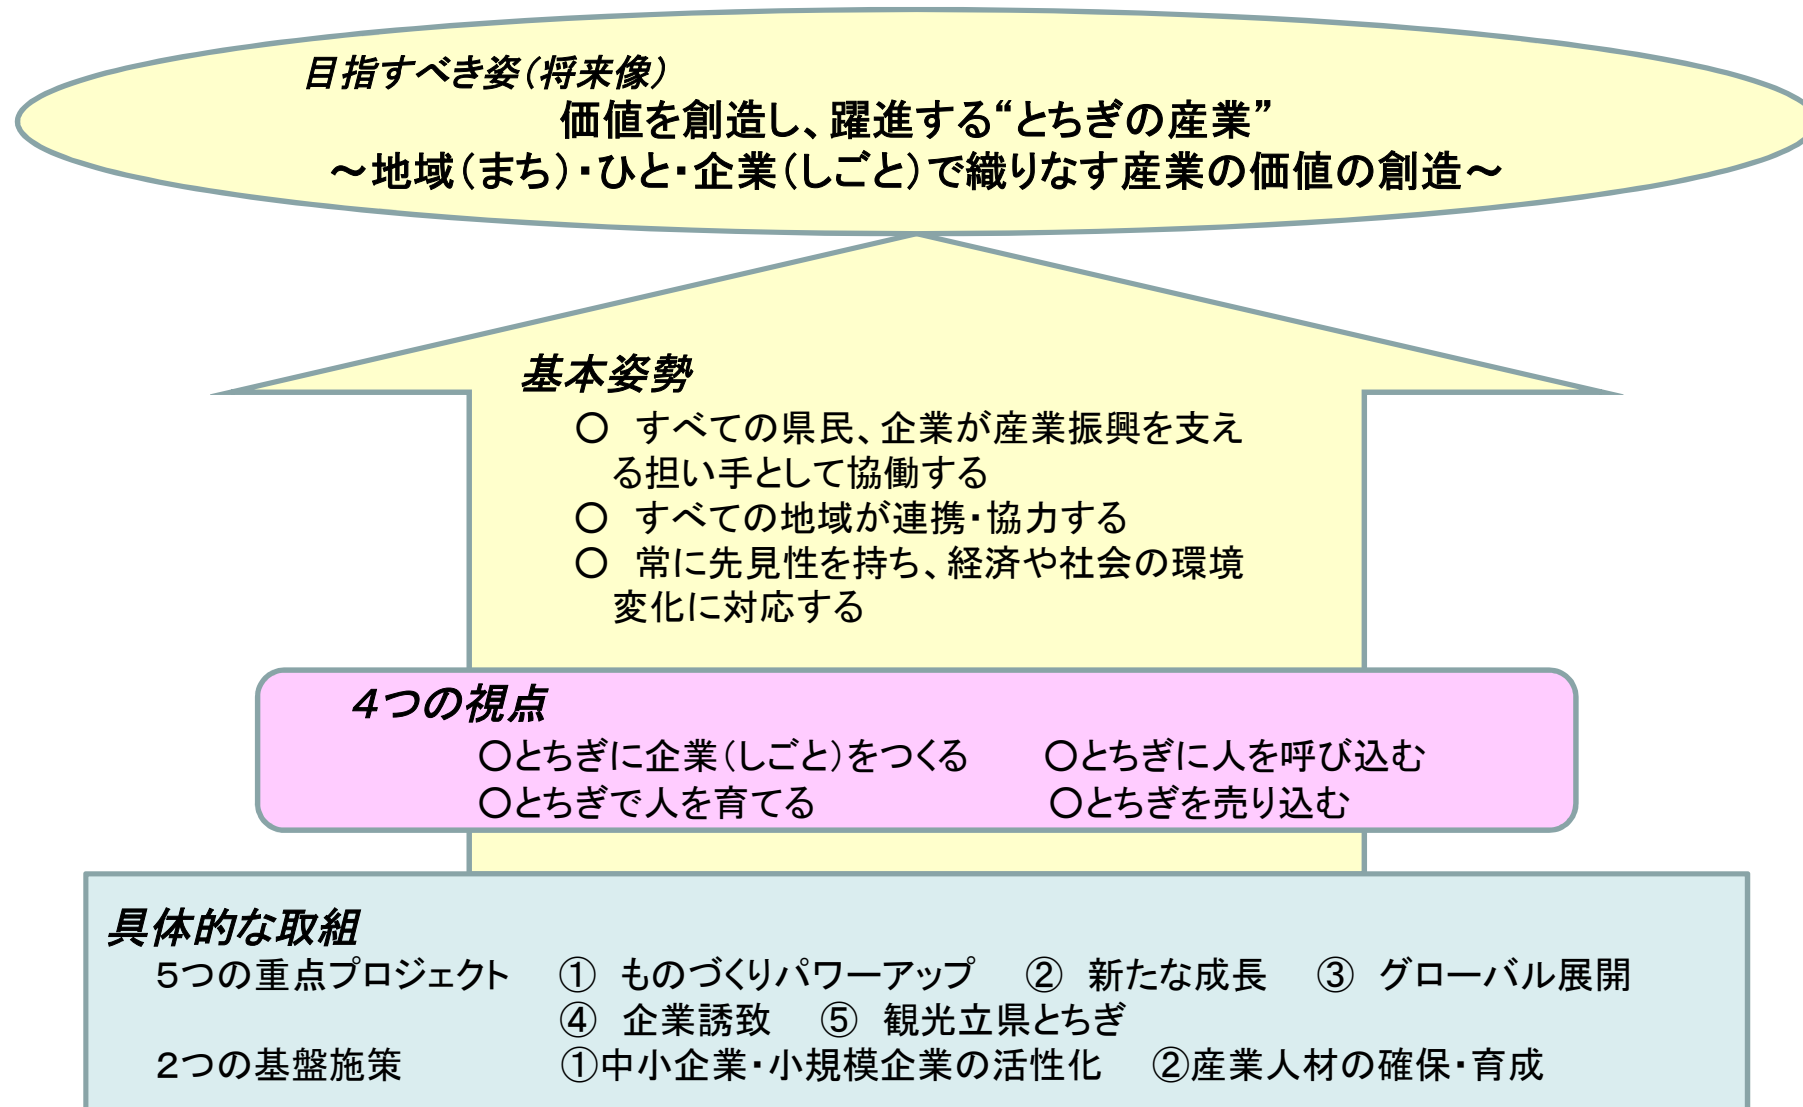 目指すべき姿(将来像)
価値を創造し、躍進する“とちぎの産業”
～地域(まち)・ひと・企業(しごと)で織りなす産業の価値の創造～
基本姿勢
○　すべての県民、企業が産業振興を支え
る担い手として協働する
○　すべての地域が連携・協力する
○　常に先見性を持ち、経済や社会の環境
変化に対応する
４つの視点
○とちぎに企業(しごと)をつくる　　○とちぎに人を呼び込む
○とちぎで人を育てる　　○とちぎを売り込む
具体的な取組
５つの重点プロジェクト　①　ものづくりパワーアップ　②　新たな成長　③　グローバル展開
④　企業誘致　⑤　観光立県とちぎ
２つの基盤施策　①中小企業・小規模企業の活性化　②産業人材の確保・育成